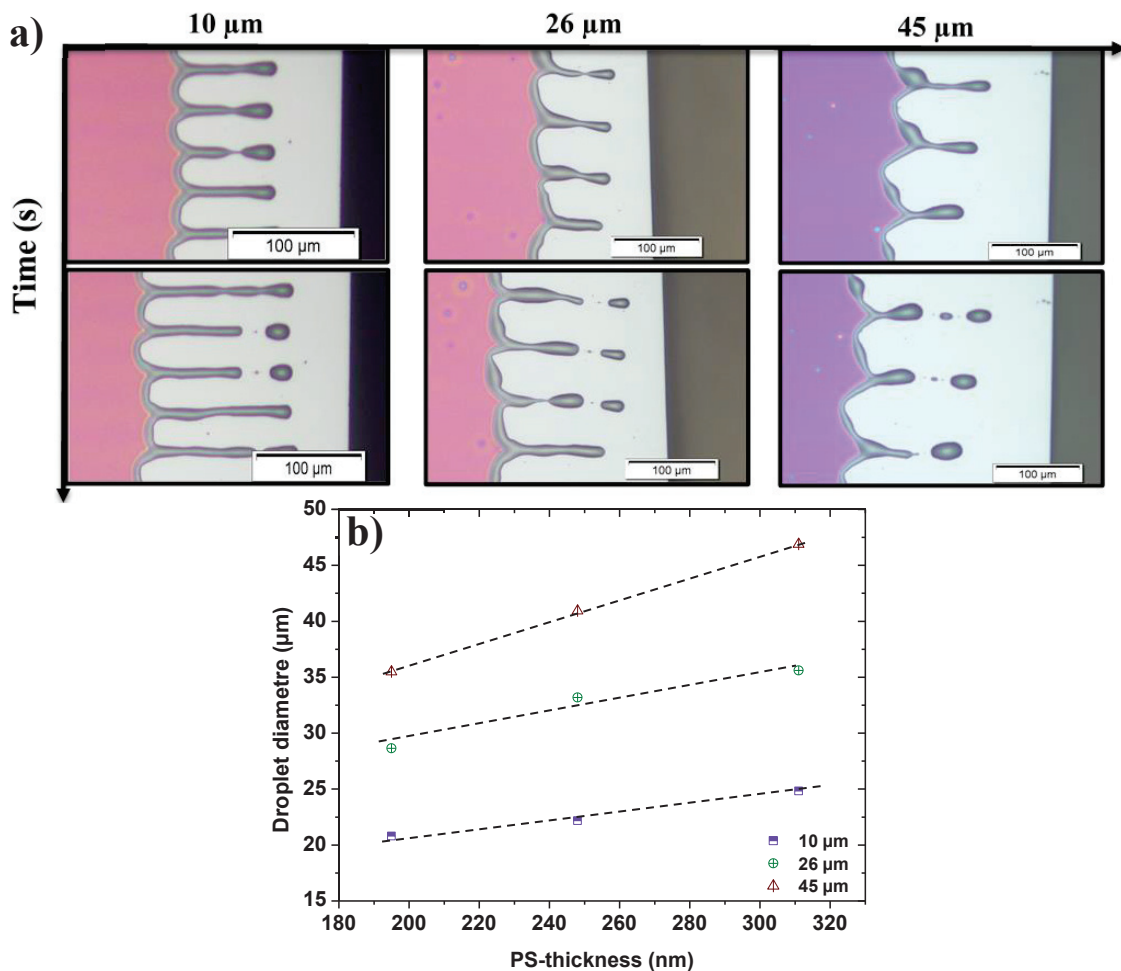 a)
10 µm
26 µm
45 µm
Time (s)
100 µm
100 µm
100 µm
100 µm
100 µm
100 µm
b)
50
45
40
35
30
25
20
15
Droplet diametre (µm)
10 µm
26 µm
45 µm
180 200 220 240 260 280 300 320
PS-thickness (nm)